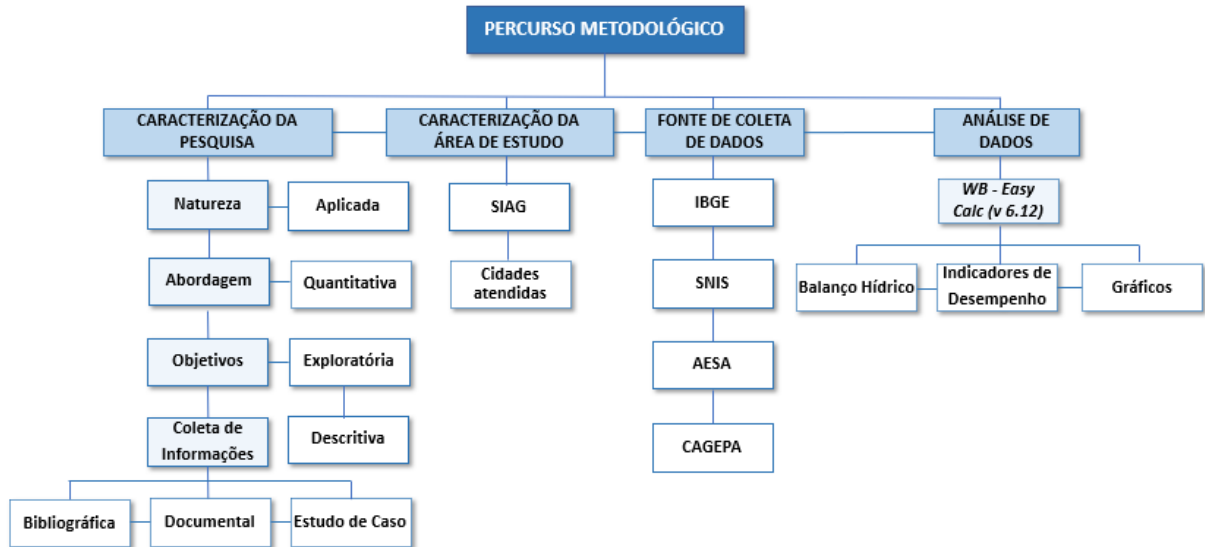 PERCURSO METODOLÓGICO
CARACTERIZAÇÃO DA
PESQUISA
CARACTERIZAÇÃO DA
ÁREA DE ESTUDO
FONTE DE COLETA
DE DADOS
ANÁLISE DE
DADOS
Natureza
Aplicada
SIAG
IBGE
WB - Easy
Calc (v 6.12)
Abordagem
Quantitativa
Cidades
atendidas
SNIS
Balanço Hídrico
Indicadores de
Desempenho
Gráficos
Objetivos
Exploratória
AESA
Coleta de
Informações
Descritiva
CAGEPA
Bibliográfica
Documental
Estudo de Caso